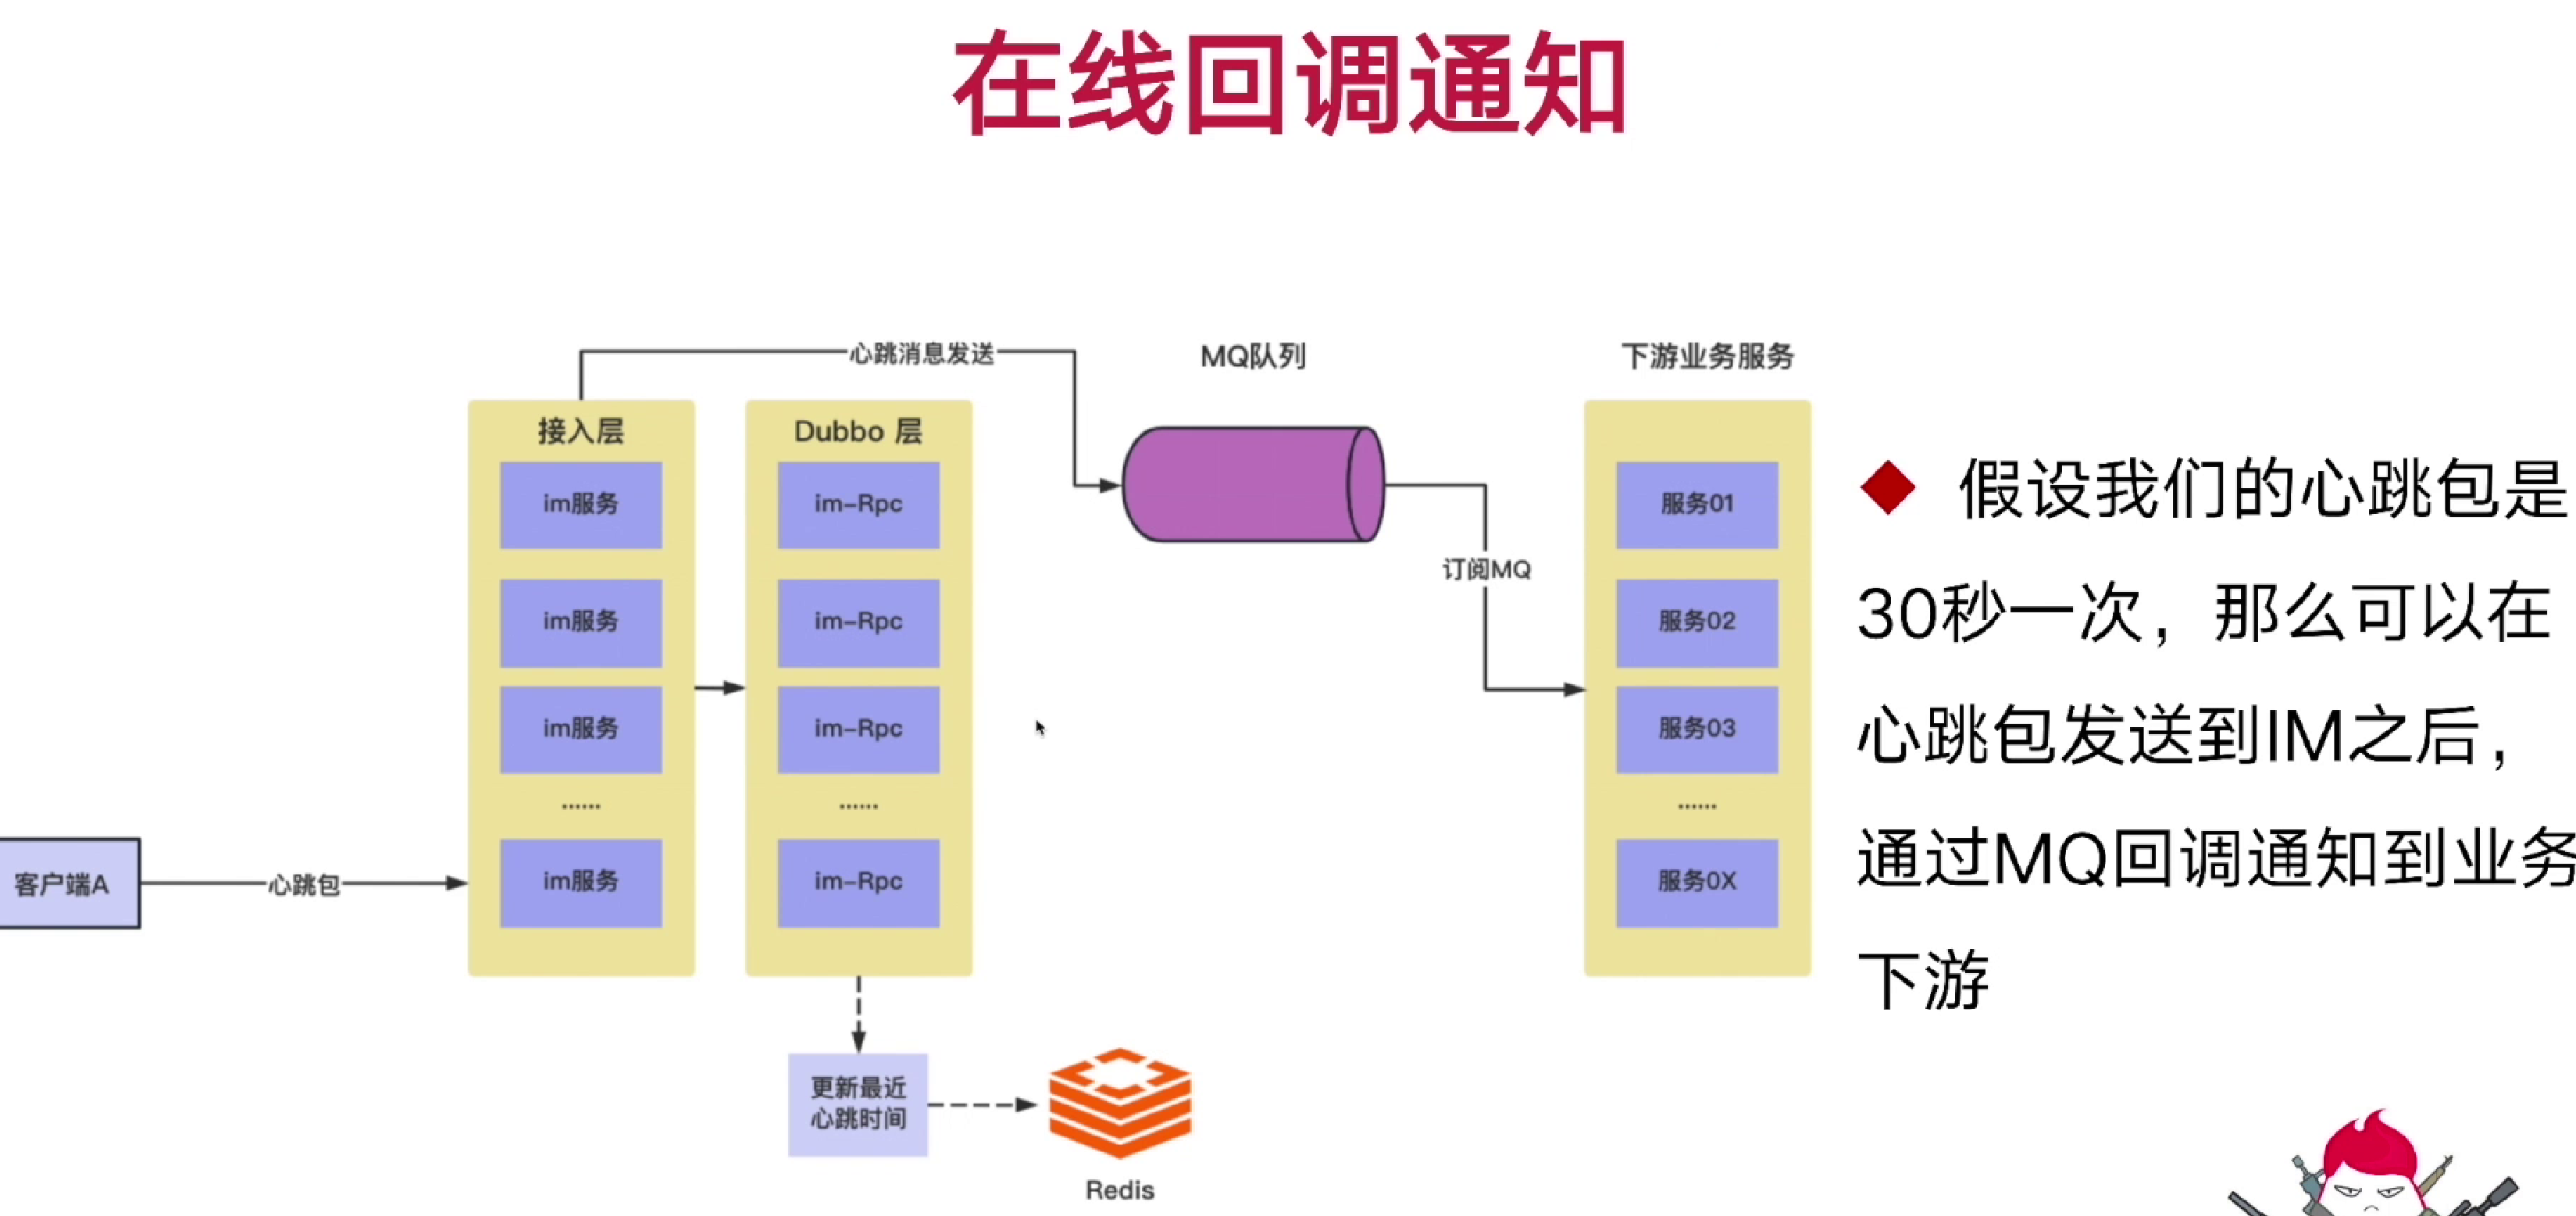 在线回调通知
心跳消息发送
MQ队列
下游业务服务
接入层
im服务
im服务
im服务
......
im服务
Dubbo 层
im-Rpc
im-Rpc
im-Rpc
......
im-Rpc
订阅MQ
服务01
服务02
服务03
......
服务0X
客户端A
心跳包
更新最近
心跳时间
Redis
假设我们的心跳包是
30秒一次，那么可以在
心跳包发送到IM之后，
通过MQ回调通知到业务
下游